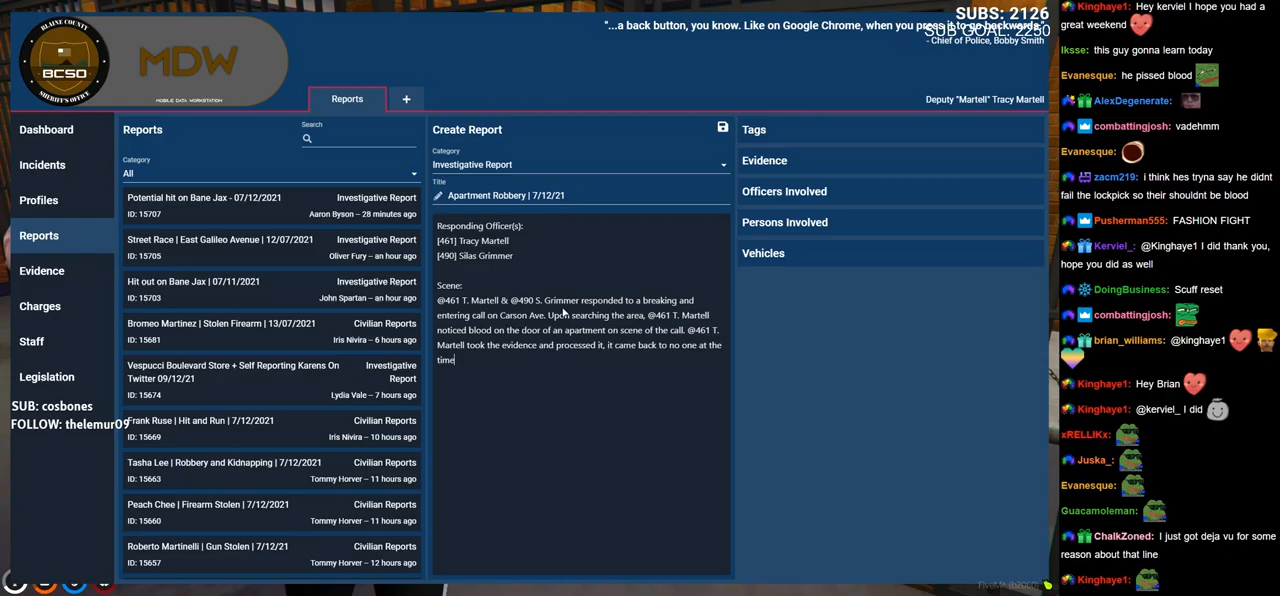 BLAINE COUNTY
BCSO
SHERIFF'S OFFICE
MDW
MOBILE DATA WORKSTATION
"...a back button, you know. Like on Google Chrome, when you press it to go backwards."
- Chief of Police, Bobby Smith
SUBS: 2126
SUB GOAL: 2250
Reports
+
Deputy "Martell" Tracy Martell
Dashboard
Incidents
Profiles
Reports
Evidence
Charges
Staff
Legislation
SUB: cosbones
FOLLOW: thelemur09
Reports
Search
Category
All
Potential hit on Bane Jax - 07/12/2021
Investigative Report
ID: 15707
Aaron Byson – 28 minutes ago
Street Race | East Galileo Avenue | 12/07/2021
Investigative Report
ID: 15705
Oliver Fury – an hour ago
Hit out on Bane Jax | 07/11/2021
Investigative Report
ID: 15703
John Spartan – an hour ago
Bromeo Martinez | Stolen Firearm | 13/07/2021
Civilian Reports
ID: 15681
Iris Nivira – 6 hours ago
Vespucci Boulevard Store + Self Reporting Karens On
Twitter 09/12/21
Investigative
Report
ID: 15674
Lydia Vale – 7 hours ago
Frank Ruse | Hit and Run | 7/12/2021
Civilian Reports
ID: 15669
Iris Nivira – 10 hours ago
Tasha Lee | Robbery and Kidnapping | 7/12/2021
Civilian Reports
ID: 15663
Tommy Horver – 11 hours ago
Peach Chee | Firearm Stolen | 7/12/2021
Civilian Reports
ID: 15660
Tommy Horver – 11 hours ago
Roberto Martinelli | Gun Stolen | 7/12/21
Civilian Reports
ID: 15657
Tommy Horver – 12 hours ago
Create Report
Category
Investigative Report
Title
Apartment Robbery | 7/12/21
Responding Officer(s):
[461] Tracy Martell
[490] Silas Grimmer
Scene:
@461 T. Martell & @490 S. Grimmer responded to a breaking and
entering call on Carson Ave. Upon searching the area, @461 T. Martell
noticed blood on the door of an apartment on scene of the call. @461 T.
Martell took the evidence and processed it, it came back to no one at the
time
Tags
Evidence
Officers Involved
Persons Involved
Vehicles
FiveM* (b2060)
Kinghaye1: Hey kerviel I hope you had a
great weekend
Iksse: this guy gonna learn today
Evanesque: he pissed blood
AlexDegenerate:
combattingjosh: vadehmm
Evanesque:
zacm219: i think hes tryna say he didnt
fail the lockpick so their shouldnt be blood
Pusherman555: FASHION FIGHT
Kerviel_: @Kinghaye1 I did thank you,
hope you did as well
DoingBusiness: Scuff reset
combattingjosh:
brian_williams: @kinghaye1
Kinghaye1: Hey Brian
Kinghaye1: @kerviel_ I did
xRELLIKx:
Juska_:
Evanesque:
Guacamoleman:
ChalkZoned: I just got deja vu for some
reason about that line
Kinghaye1: